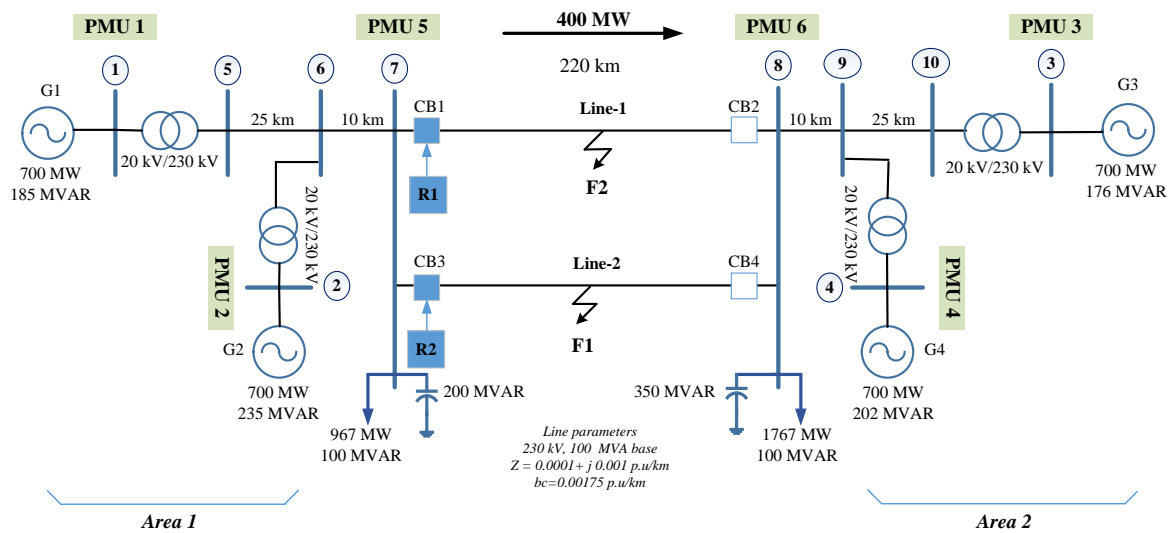 PMU 1
PMU 5
400 MW
PMU 6
PMU 3
220 km
1
5
6
7
8
9
10
3
G1
G3
CB1
Line-1
CB2
25 km
10 km
10 km
25 km
20 kV/230 kV
20 kV/230 kV
700 MW
185 MVAR
700 MW
176 MVAR
F2
R1
20 kV/230 kV
20 kV/230 kV
PMU 2
2
CB3
Line-2
CB4
4
PMU 4
G2
R2
F1
G4
700 MW
235 MVAR
200 MVAR
350 MVAR
700 MW
202 MVAR
967 MW
100 MVAR
1767 MW
100 MVAR
Line parameters
230 kV, 100 MVA base
Z = 0.0001+ j 0.001 p.u/km
bc=0.00175 p.u/km
Area 1
Area 2